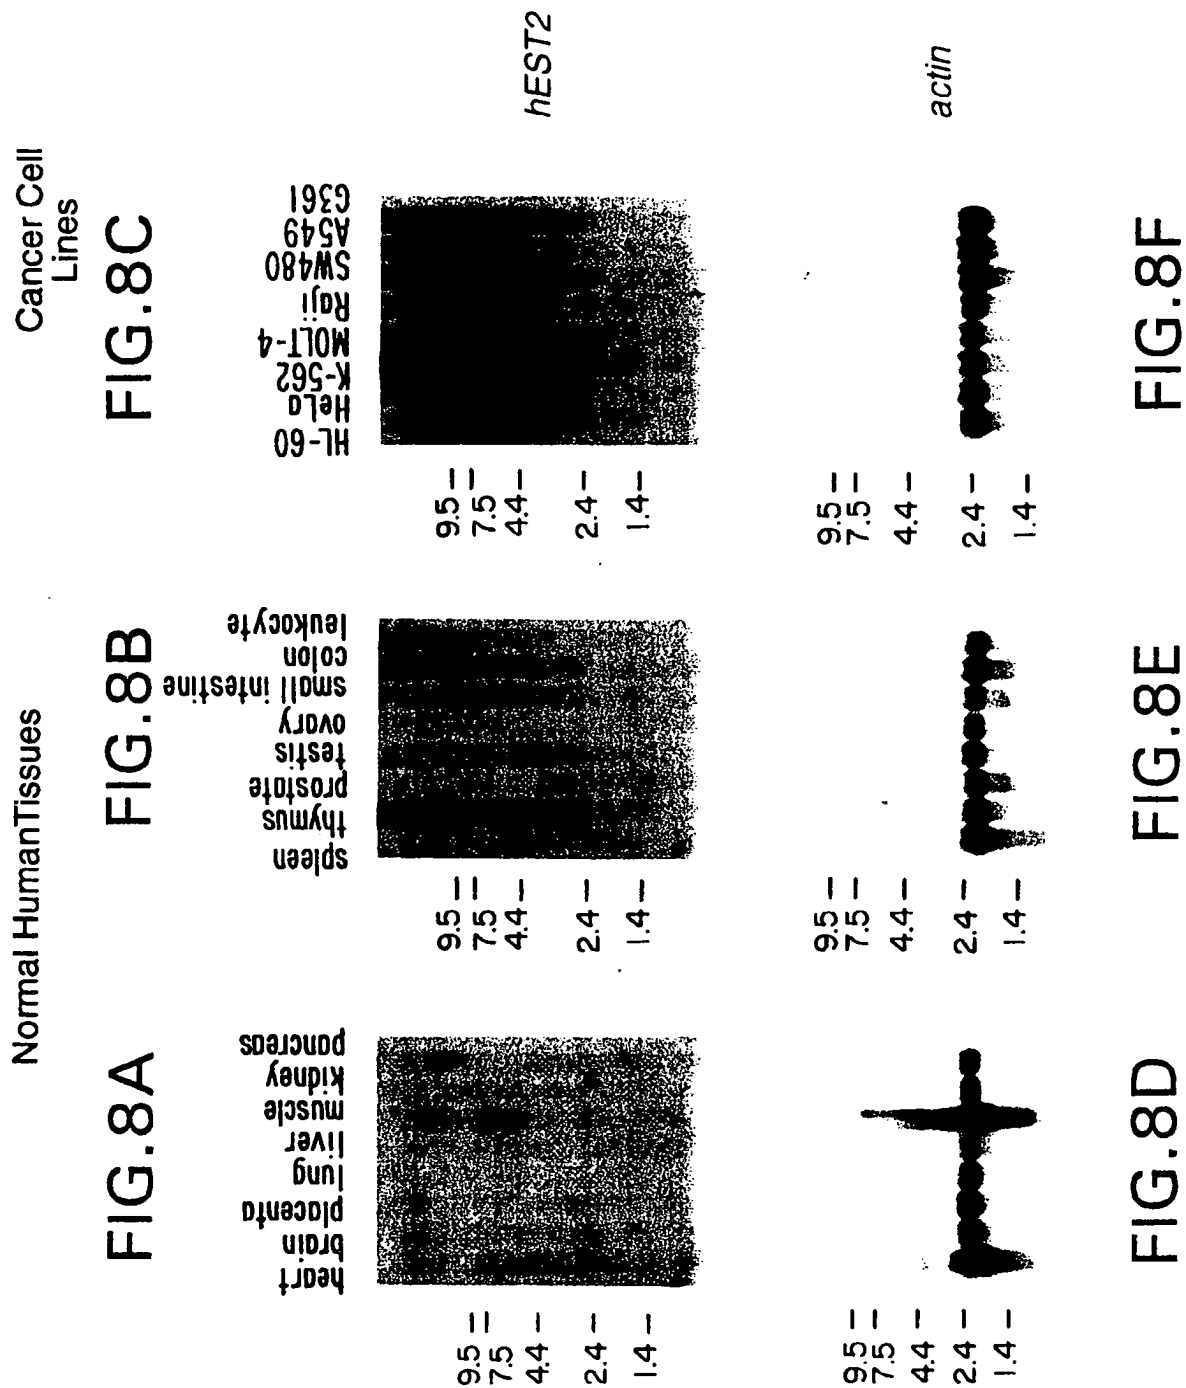 Normal HumanTissues
Cancer Cell
Lines
FIG.8A
FIG.8B
FIG.8C
heart
brain
placenta
lung
liver
muscle
kidney
pancreas
spleen
thymus
prostate
testis
ovary
small intestine
colon
leukocyte
HL-60
HeLa
K-562
MOLT-4
Raji
SW480
A549
G361
9.5
7.5
4.4
2.4
1.4
9.5
7.5
4.4
2.4
1.4
9.5
7.5
4.4
2.4
1.4
hEST2
9.5
7.5
4.4
2.4
1.4
9.5
7.5
4.4
2.4
1.4
9.5
7.5
4.4
2.4
1.4
actin
FIG.8D
FIG.8E
FIG.8F